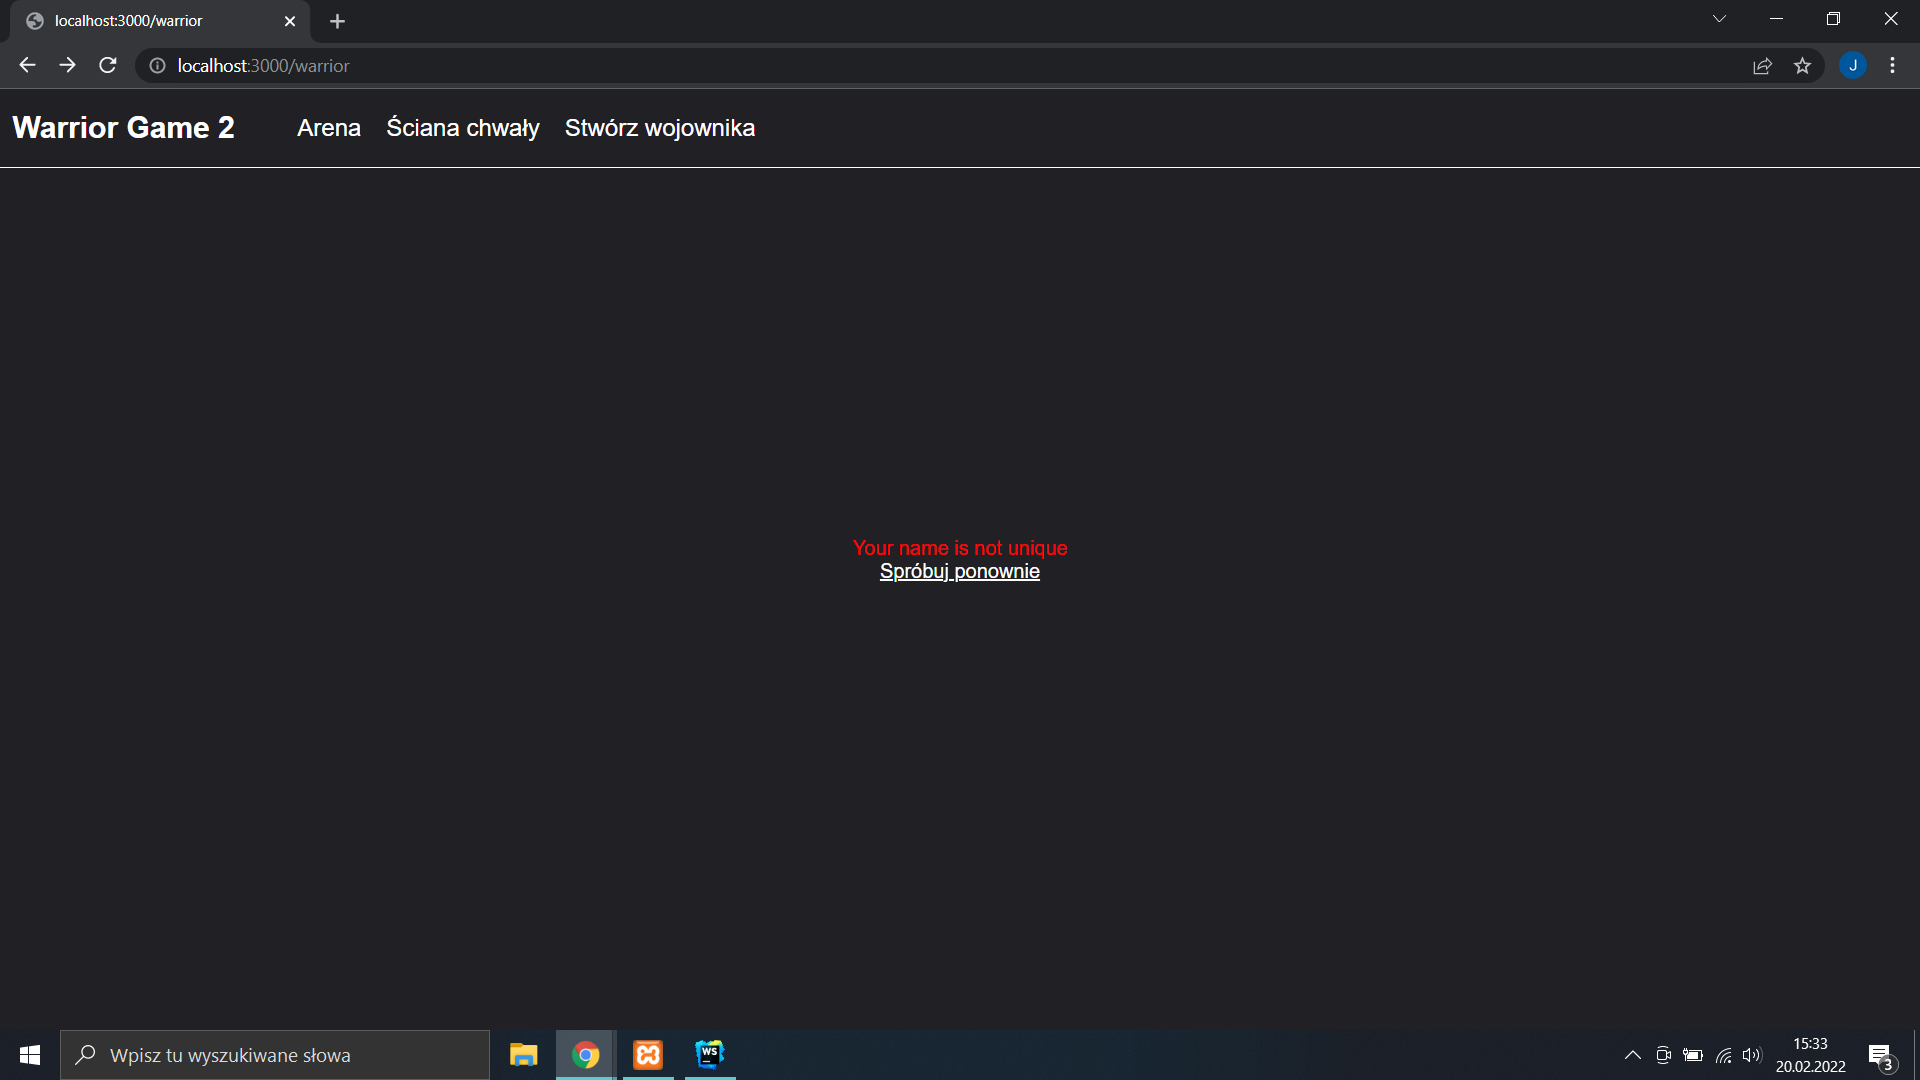 localhost:3000/warrior
localhost:3000/warrior
J
Warrior Game 2 Arena Ściana chwały Stwórz wojownika
Your name is not unique
Spróbuj ponownie
Wpisz tu wyszukiwane słowa
WS
15:33
20.02.2022
3